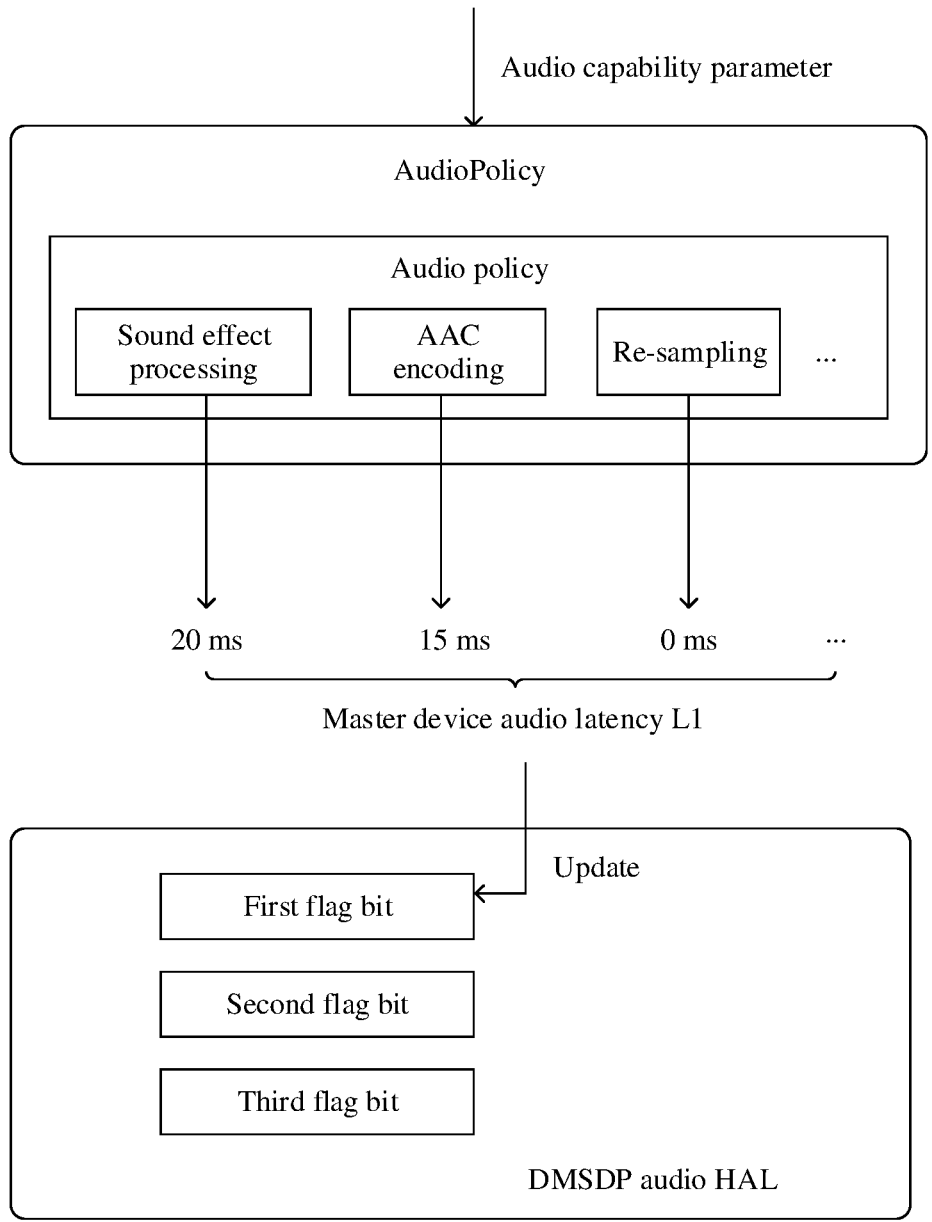 Audio capability parameter
AudioPolicy
Audio policy
Sound effect
processing
AAC
encoding
Re-sampling
...
20 ms
15 ms
0 ms
...
Master device audio latency L1
Update
First flag bit
Second flag bit
Third flag bit
DMSDP audio HAL